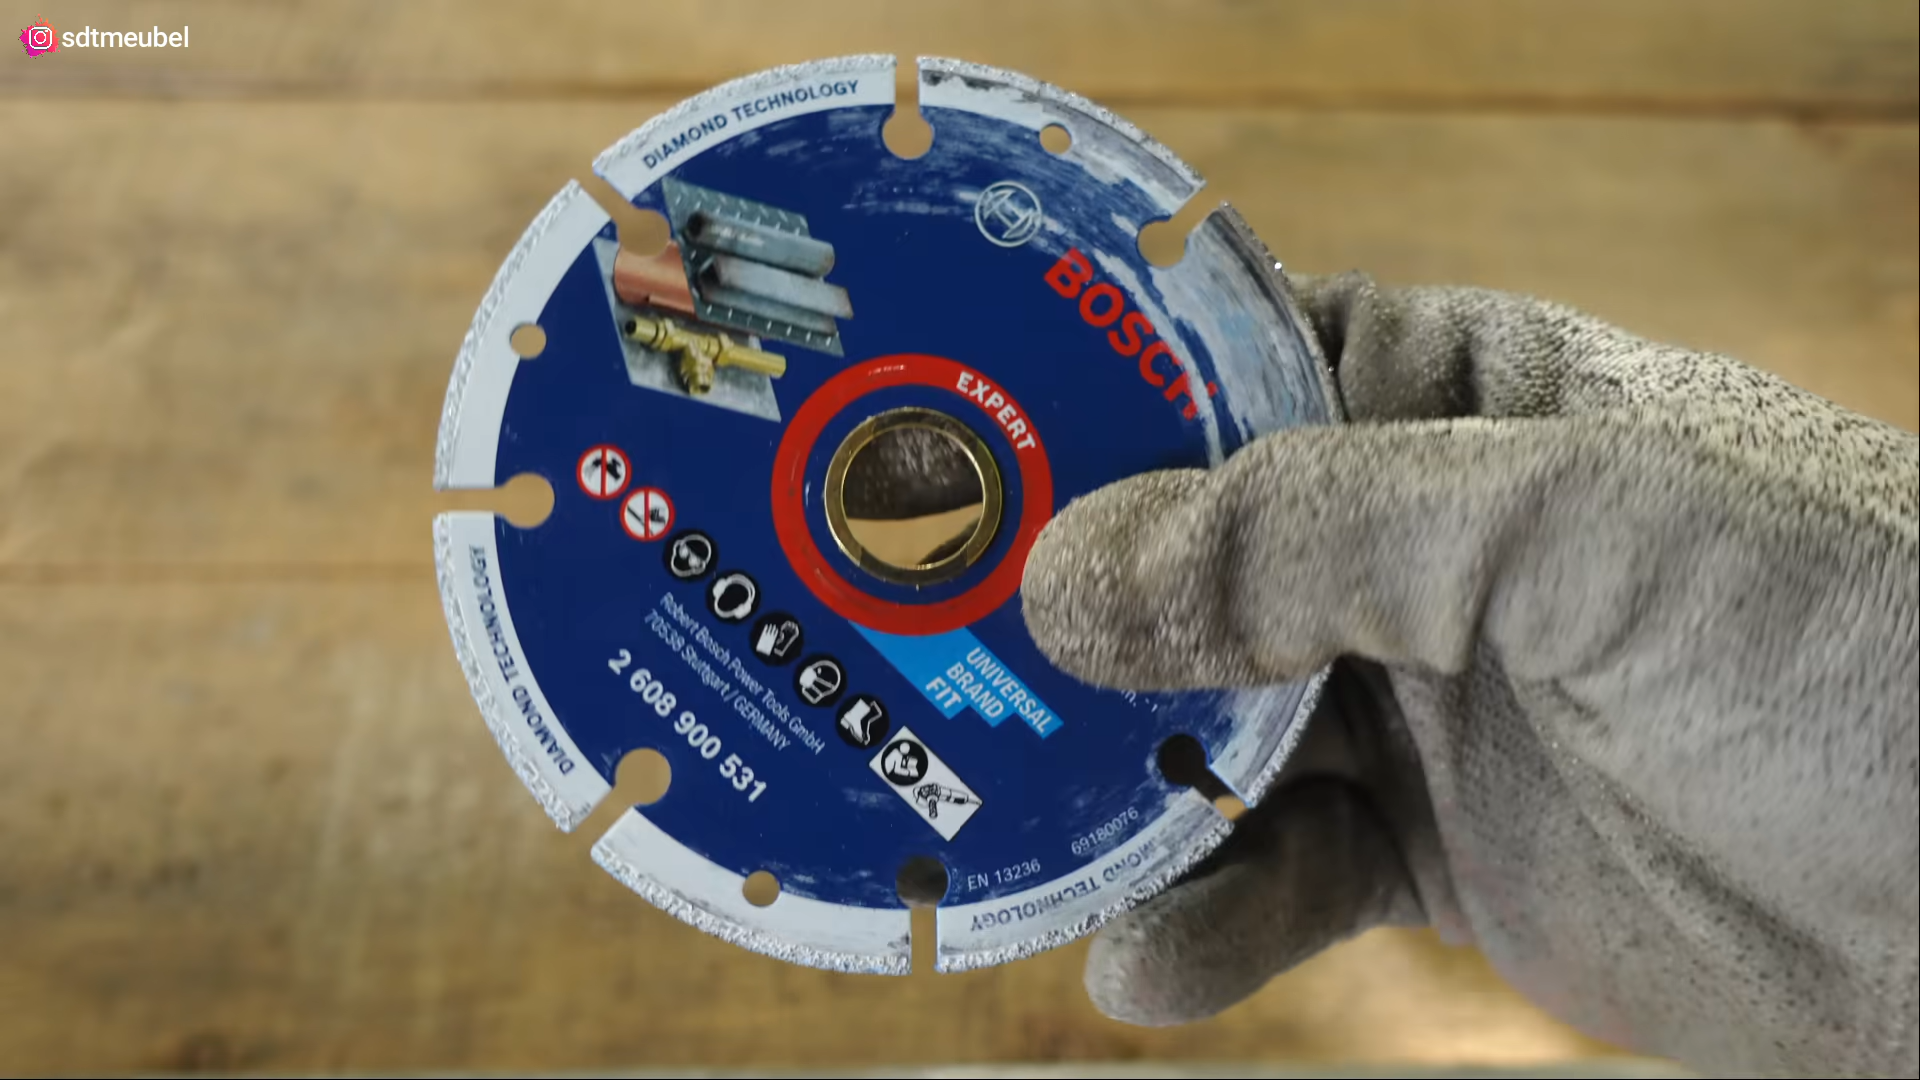 sdtmeubel
DIAMOND TECHNOLOGY
BOSCH
EXPERT
UNIVERSAL
BRAND
FIT
Robert Bosch Power Tools GmbH
70538 Stuttgart / GERMANY
2 608 900 531
EN 13236
69180076
DIAMOND TECHNOLOGY
TECHNOLOGY